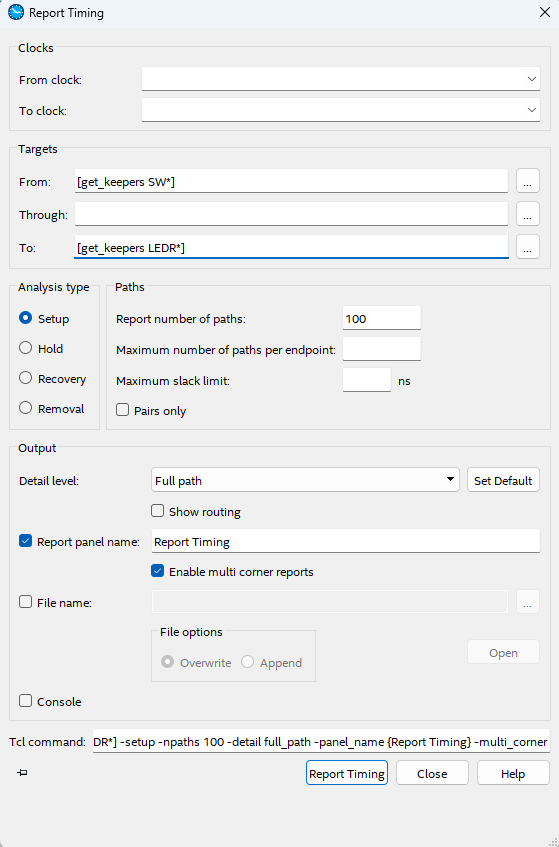 Report Timing
Clocks
From clock:
To clock:
Targets
From: [get_keepers SW*] ...
Through: ...
To: [get_keepers LEDR*] ...
Analysis type
Setup
Hold
Recovery
Removal
Paths
Report number of paths: 100
Maximum number of paths per endpoint:
Maximum slack limit: ns
Pairs only
Output
Detail level: Full path Set Default
Show routing
Report panel name: Report Timing
Enable multi corner reports
File name: ...
File options
Overwrite Append
Open
Console
Tcl command: DR*] -setup -npaths 100 -detail full_path -panel_name {Report Timing} -multi_corner
Report Timing Close Help